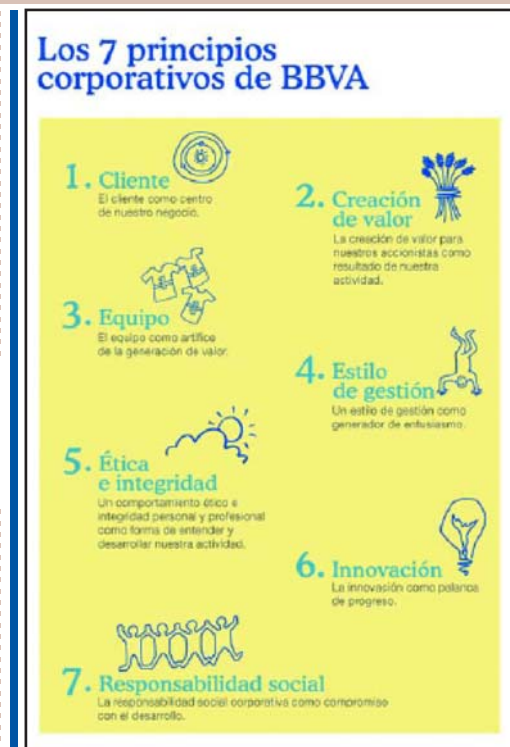 Los 7 principios
corporativos de BBVA
1. Cliente
El cliente como centro
de nuestro negocio.
2. Creación
de valor
La creación de valor para
nuestros accionistas como
resultado de nuestra
actividad.
3. Equipo
El equipo como artífice
de la generación de valor.
4. Estilo
de gestión
Un estilo de gestión como
generador de entusiasmo.
5. Ética
e integridad
Un comportamiento ético e
integridad personal y profesional
como forma de entender y
desarrollar nuestra actividad.
6. Innovación
La innovación como palanca
de progreso.
7. Responsabilidad social
La responsabilidad social corporativa como compromiso
con el desarrollo.